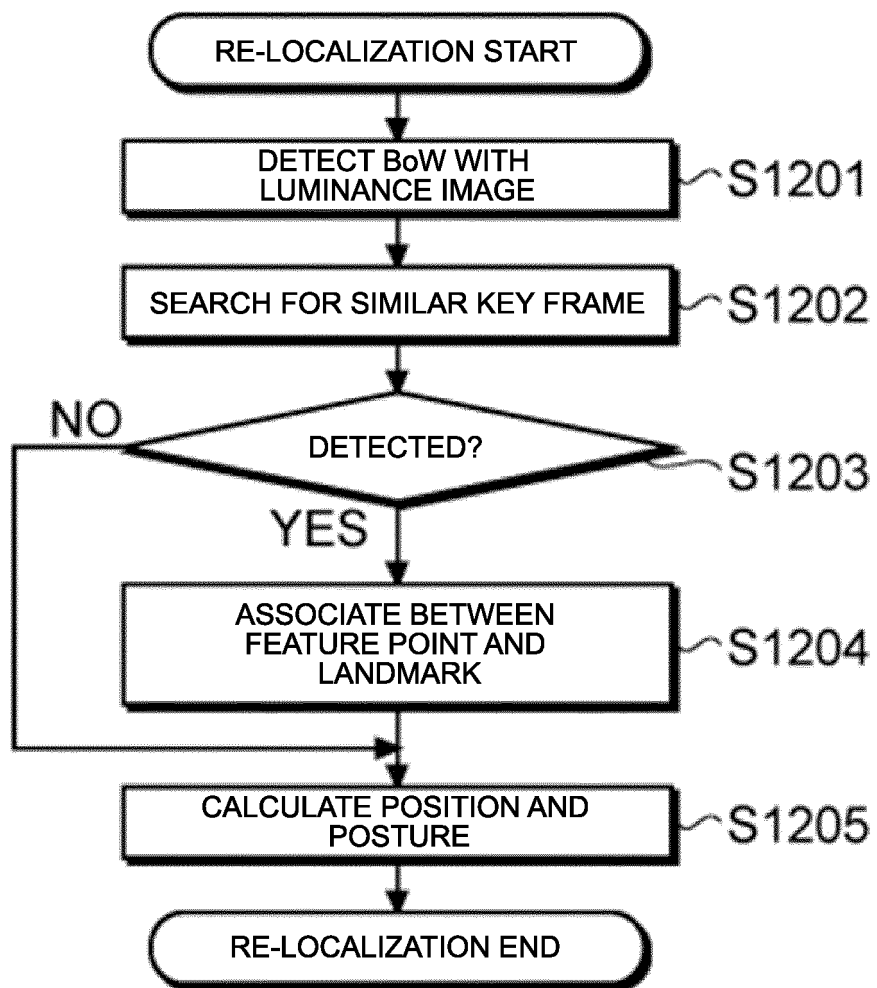 RE-LOCALIZATION START
DETECT BoW WITH
LUMINANCE IMAGE
S1201
SEARCH FOR SIMILAR KEY FRAME
S1202
NO
DETECTED?
S1203
YES
ASSOCIATE BETWEEN
FEATURE POINT AND
LANDMARK
S1204
CALCULATE POSITION AND
POSTURE
S1205
RE-LOCALIZATION END